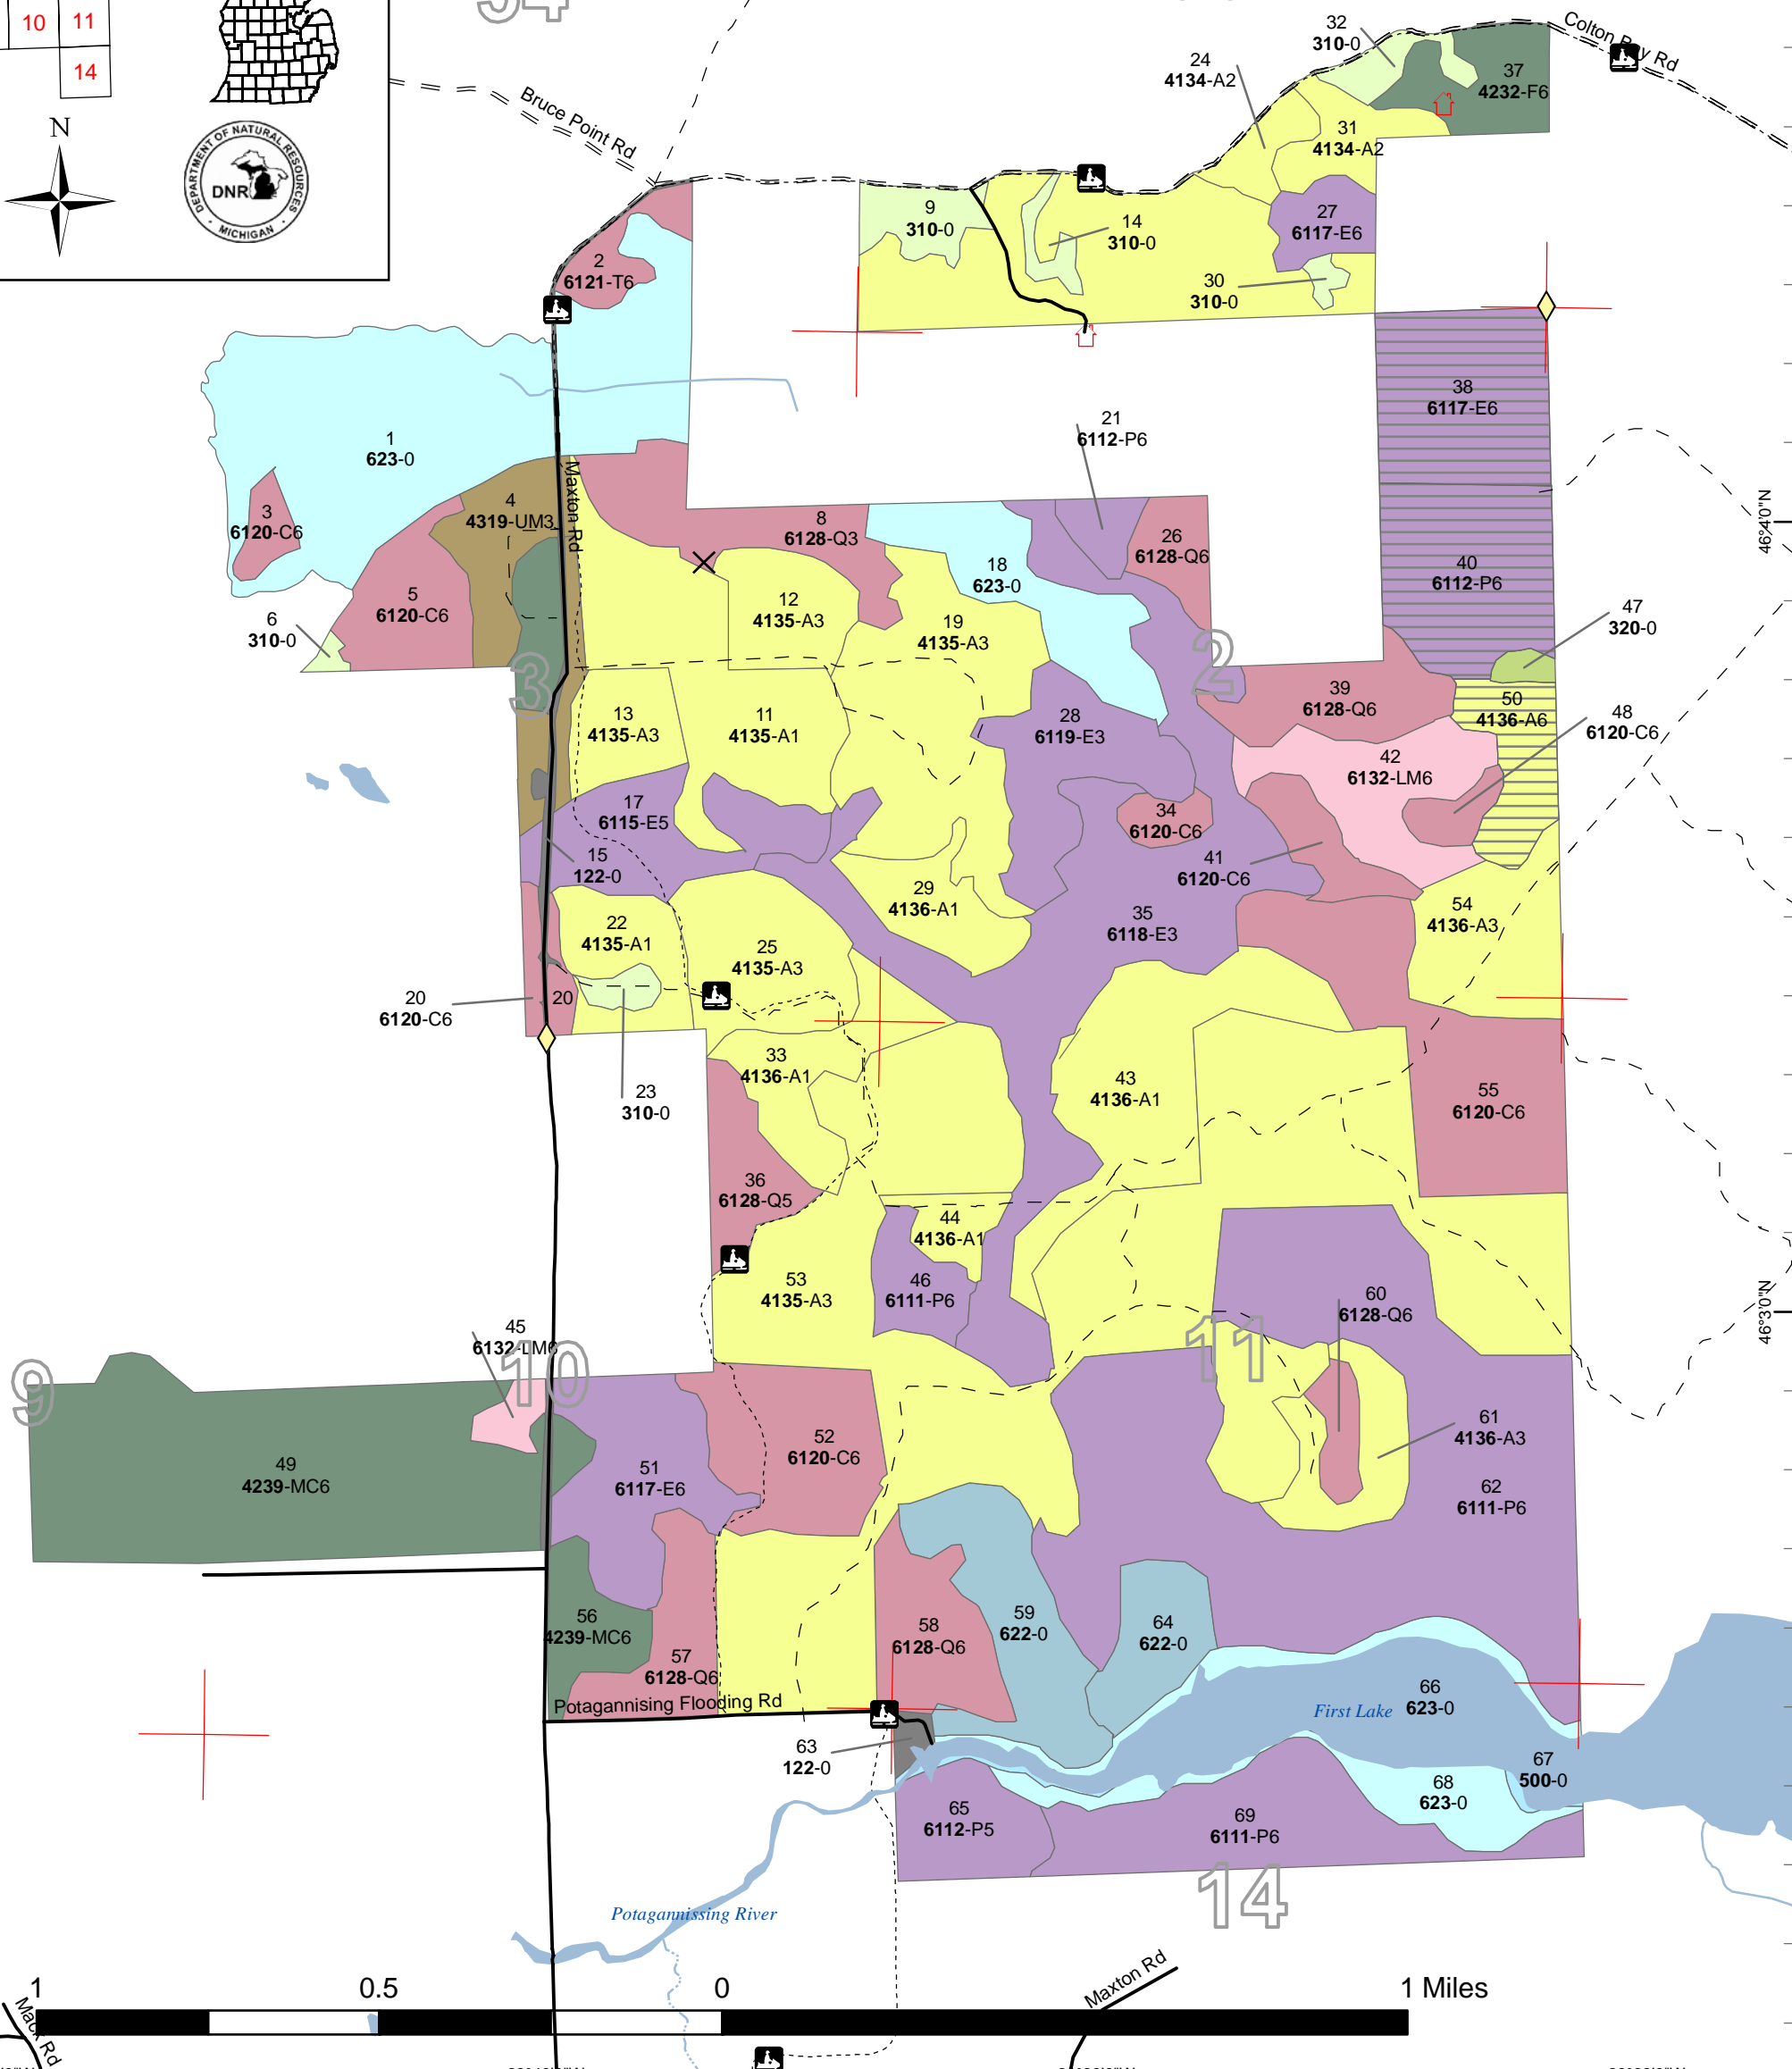 10 11
14
N
DEPARTMENT OF NATURAL RESOURCES
DNR
MICHIGAN
Bruce Point Rd
Colton Bay Rd
32
310-0
24
4134-A2
37
4232-F6
31
4134-A2
9
310-0
14
310-0
27
6117-E6
30
310-0
2
6121-T6
38
6117-E6
21
6112-P6
1
623-0
Maxton Rd
4
4319-UM3
3
6120-C6
8
6128-Q3
26
6128-Q6
18
623-0
40
6112-P6
46°4'0"N
5
6120-C6
6
310-0
12
4135-A3
19
4135-A3
47
320-0
3
2
39
6128-Q6
50
4136-A6
48
6120-C6
13
4135-A3
11
4135-A1
28
6119-E3
42
6132-LM6
17
6115-E5
34
6120-C6
15
122-0
41
6120-C6
29
4136-A1
35
6118-E3
54
4136-A3
22
4135-A1
25
4135-A3
20
6120-C6
20
33
4136-A1
43
4136-A1
23
310-0
55
6120-C6
36
6128-Q5
44
4136-A1
53
4135-A3
46
6111-P6
60
6128-Q6
46°3'0"N
45
6132-LM6
9
10
11
61
4136-A3
52
6120-C6
49
4239-MC6
51
6117-E6
62
6111-P6
56
4239-MC6
57
6128-Q6
58
6128-Q6
59
622-0
64
622-0
Potagannising Flooding Rd
66
623-0
First Lake
63
122-0
67
500-0
68
623-0
65
6112-P5
69
6111-P6
14
Potagannissing River
Maxton Rd
1 0.5 0 1 Miles
Mack Rd